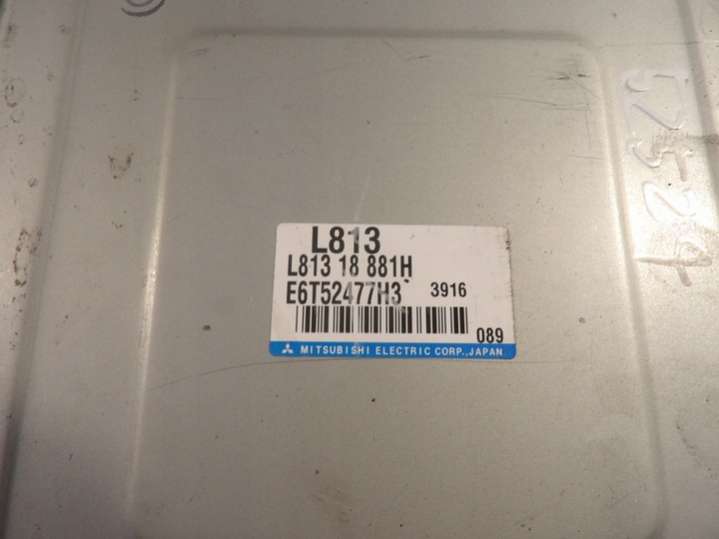 L813
L813 18 881H
E6T52477H3 3916
089
MITSUBISHI ELECTRIC CORP., JAPAN